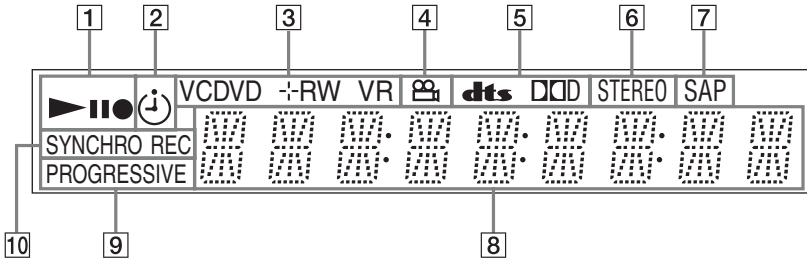 1 2 3 4 5 6 7
VCDVD -RW VR dts STEREO SAP
SYNCHRO REC
PROGRESSIVE
10 9 8